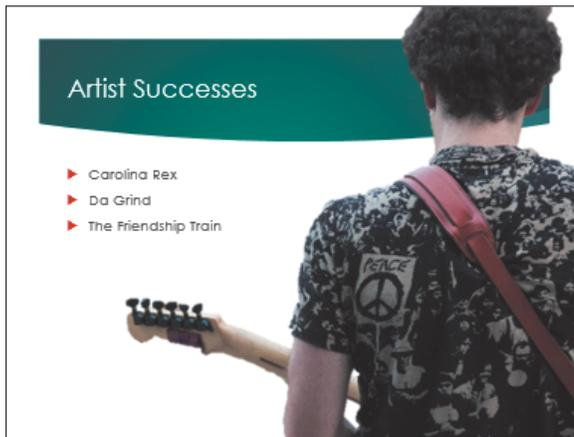 Artist Successes
Carolina Rex
Da Grind
The Friendship Train
PEACE